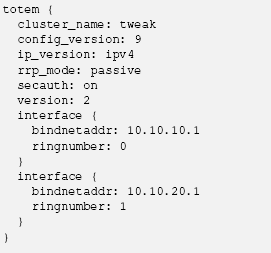 totem {
  cluster_name: tweak
  config_version: 9
  ip_version: ipv4
  rrp_mode: passive
  secauth: on
  version: 2
  interface {
    bindnetaddr: 10.10.10.1
    ringnumber: 0
  }
  interface {
    bindnetaddr: 10.10.20.1
    ringnumber: 1
  }
}